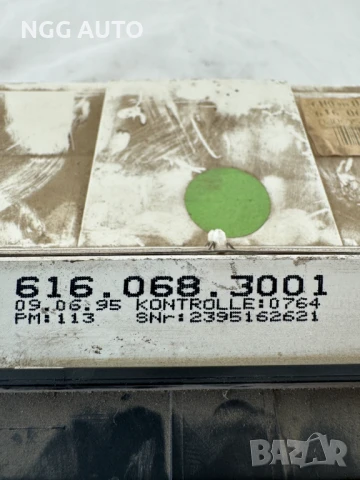 NGG AUTO
616.068.3001
09.06.95 KONTROLLE:0764
PM:113 SNr:2395162621
BAZAR